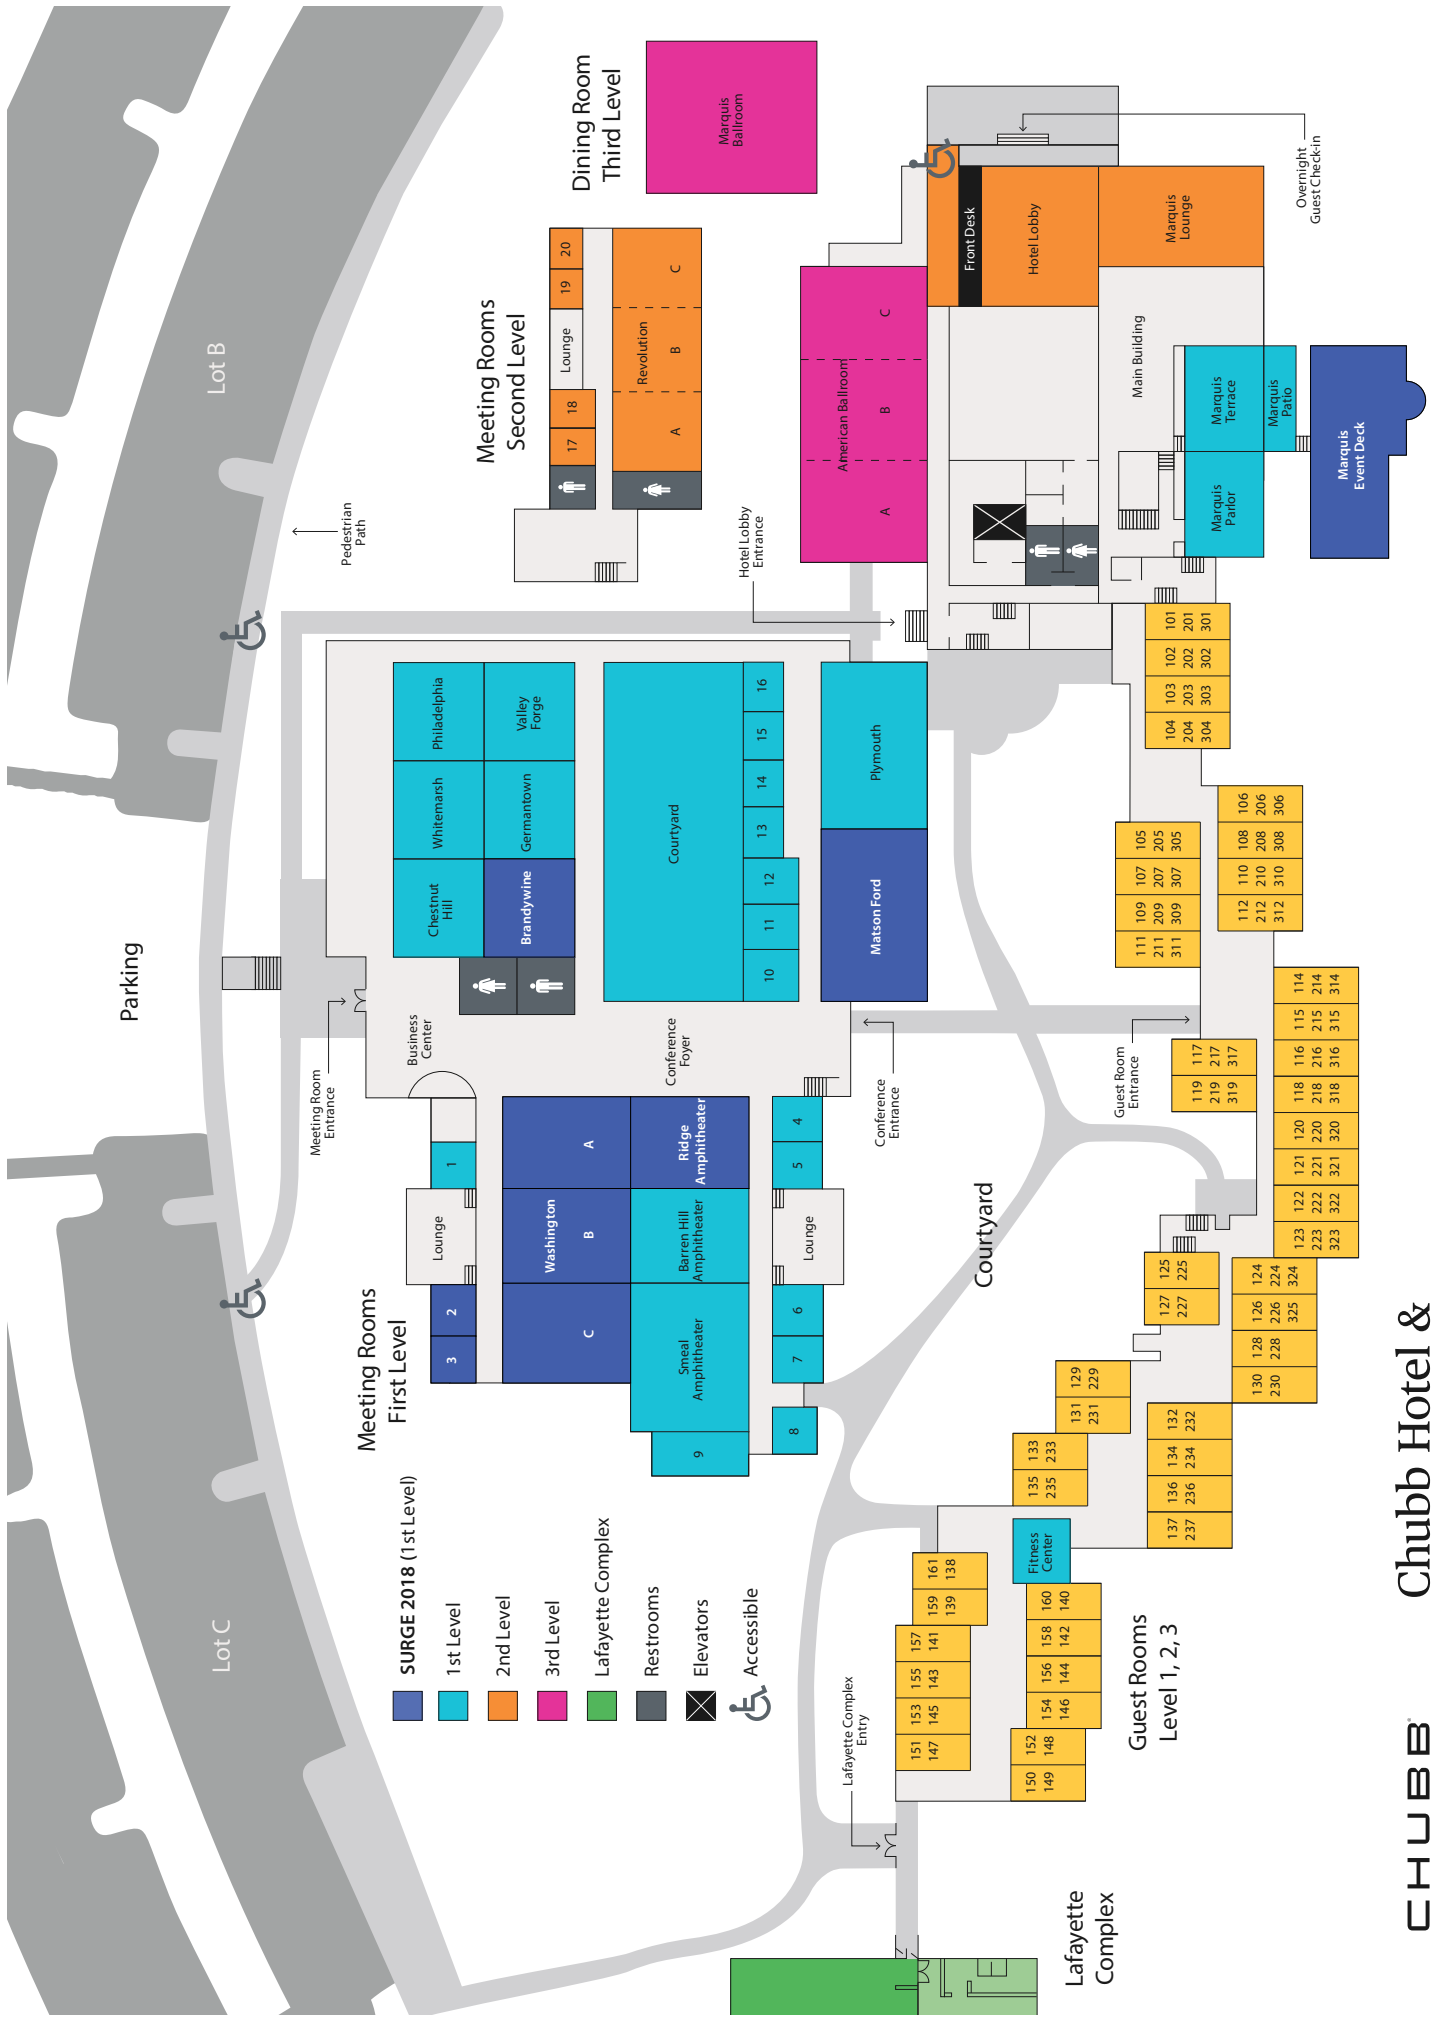 Parking
Lot C
Lot B
Pedestrian
Path
Meeting Room
Entrance
Meeting Rooms
First Level
Business
Center
Conference
Foyer
Lounge
1
2
3
Washington
A
B
C
Ridge
Amphitheater
Barren Hill
Amphitheater
Smeal
Amphitheater
9
Lounge
4
5
6
7
8
Chestnut
Hill
Whitemarsh
Philadelphia
Brandywine
Germantown
Valley
Forge
Courtyard
10
11
12
13
14
15
16
Matson Ford
Plymouth
Conference
Entrance
Hotel Lobby
Entrance
Meeting Rooms
Second Level
17
18
Lounge
19
20
Revolution
A
B
C
Dining Room
Third Level
Marquis
Ballroom
American Ballroom
A
B
C
Front Desk
Hotel Lobby
Marquis
Lounge
Overnight
Guest Check-in
Main Building
Marquis
Parlor
Marquis
Terrace
Marquis
Patio
Marquis
Event Deck
SURGE 2018 (1st Level)
1st Level
2nd Level
3rd Level
Lafayette Complex
Restrooms
Elevators
Accessible
Courtyard
Guest Room
Entrance
Lafayette Complex
Entry
Lafayette
Complex
Guest Rooms
Level 1, 2, 3
Fitness
Center
151
147
153
145
155
143
157
141
159
139
161
138
150
149
152
148
154
146
156
144
158
142
160
140
135
235
133
233
131
231
129
229
137
237
136
236
134
234
132
232
127
227
125
225
130
230
128
228
126
226
325
124
224
324
123
223
323
122
222
322
121
221
321
120
220
320
118
218
318
116
216
316
115
215
315
114
214
314
119
219
319
117
217
317
111
211
311
109
209
309
107
207
307
105
205
305
112
212
312
110
210
310
108
208
308
106
206
306
104
204
304
103
203
303
102
202
302
101
201
301
CHUBB
Chubb Hotel &